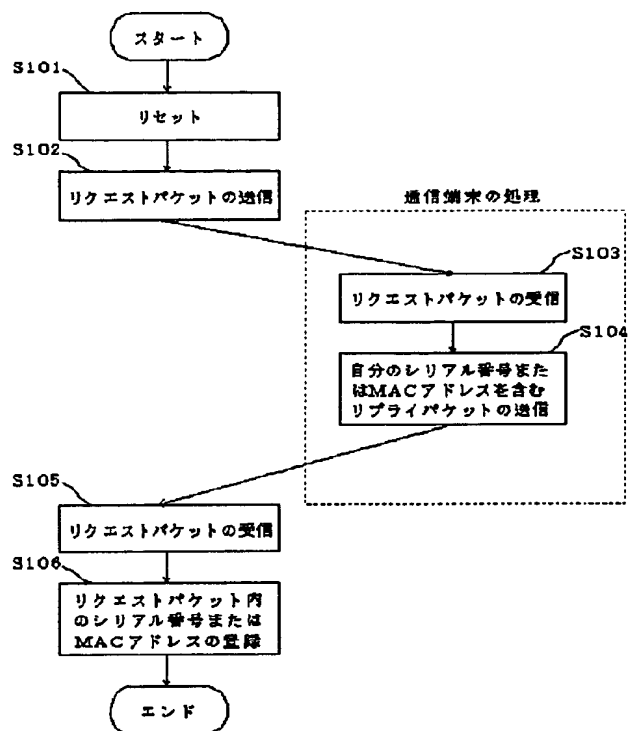 スタート
S101
リセット
S102
リクエストパケットの送信
通信端末の処理
S103
リクエストパケットの受信
S104
自分のシリアル番号また
はMACアドレスを含む
リプライパケットの送信
S105
リクエストパケットの受信
S106
リクエストパケット内
のシリアル番号または
MACアドレスの登録
エンド